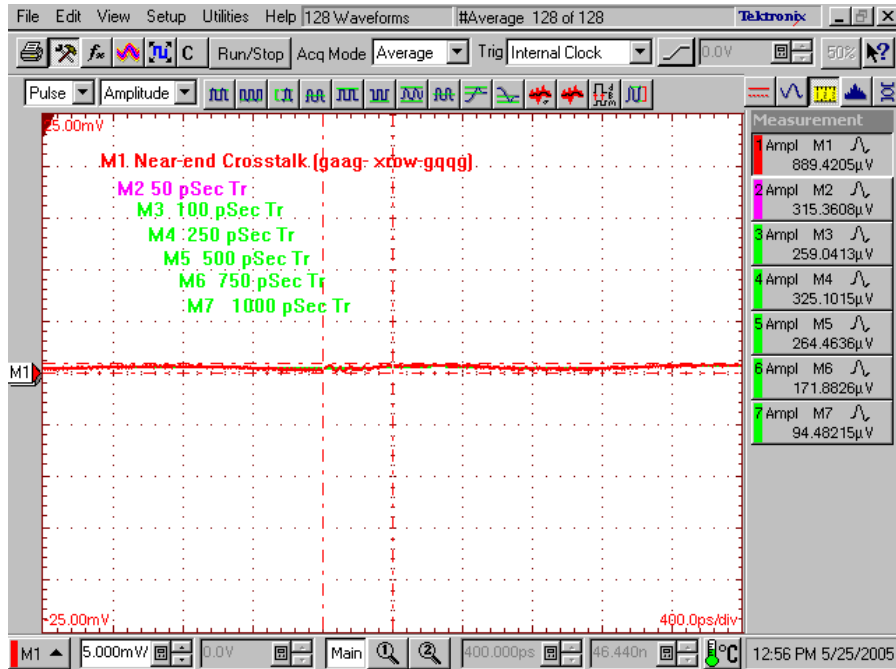 File Edit View Setup Utilities Help 128 Waveforms #Average 128 of 128 Tektronix
C Run/Stop Acq Mode Average Trig Internal Clock 0.0V 50%
Pulse Amplitude
25.00mV
M1 Near-end Crosstalk (gaag- xrow-gqqg)
M2 50 pSec Tr
M3 100 pSec Tr
M4 250 pSec Tr
M5 500 pSec Tr
M6 750 pSec Tr
M7 1000 pSec Tr
M1
-25.00mV
400.0ps/div
Measurement
1 Ampl M1
889.4205µV
2 Ampl M2
315.3608µV
3 Ampl M3
259.0413µV
4 Ampl M4
325.1015µV
5 Ampl M5
264.4636µV
6 Ampl M6
171.8826µV
7 Ampl M7
94.48215µV
M1 5.000mV/ 0.0V Main 1 2 400.000ps 46.440n °C 12:56 PM 5/25/2005